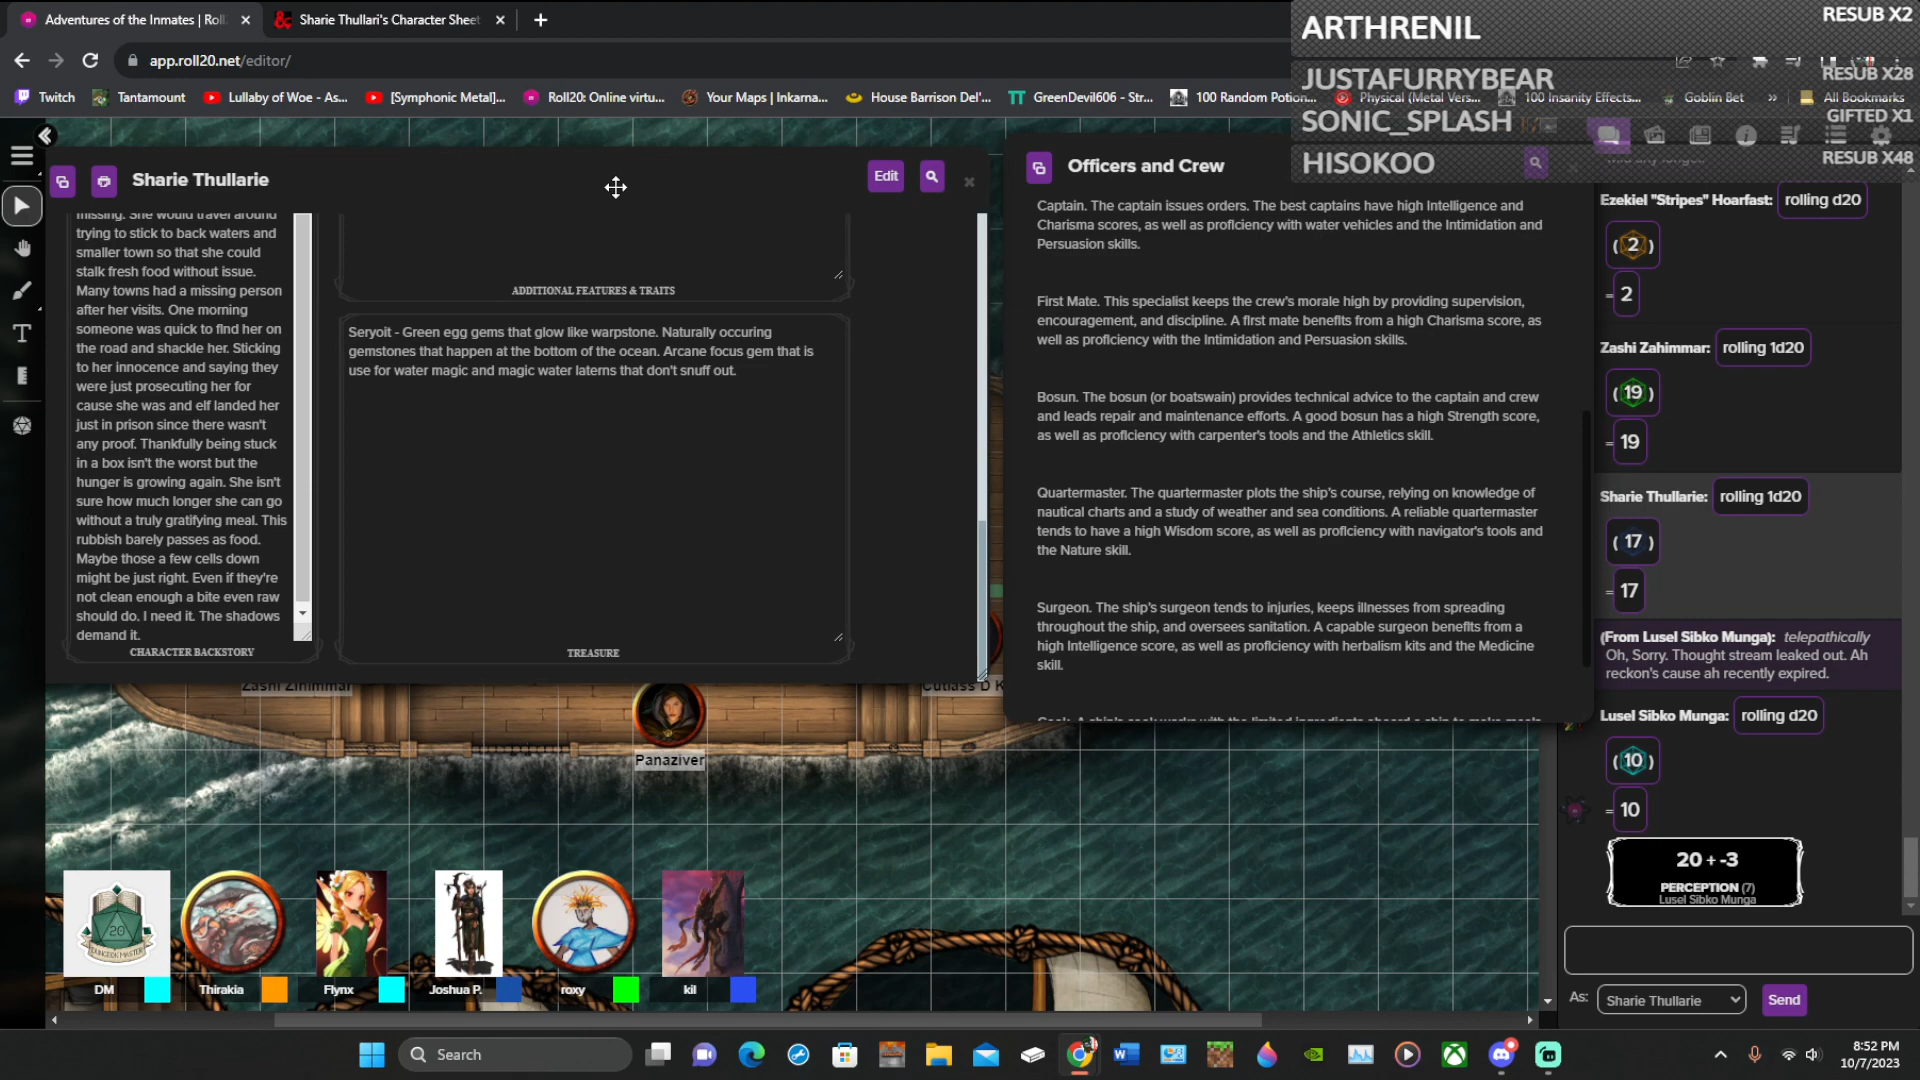 Adventures of the Inmates | Roll
Sharie Thullari's Character Sheet
ARTHRENIL
RESUB X2
app.roll20.net/editor/
JUSTAFURRYBEAR
RESUB X28
Twitch
Tantamount
Lullaby of Woe - As...
[Symphonic Metal]...
Roll20: Online virtu...
Your Maps | Inkarna...
House Barrison Del'...
GreenDevil606 - Str...
100 Random Potion...
Physical (Metal Vers...
100 Insanity Effects...
Goblin Bet
All Bookmarks
SONIC_SPLASH
GIFTED X1
HISOKOO
RESUB X48
Sharie Thullarie
Edit
missing. She would travel around
trying to stick to back waters and
smaller town so that she could
stalk fresh food without issue.
Many towns had a missing person
after her visits. One morning
someone was quick to find her on
the road and shackle her. Sticking
to her innocence and saying they
were just prosecuting her for
cause she was and elf landed her
just in prison since there wasn't
any proof. Thankfully being stuck
in a box isn't the worst but the
hunger is growing again. She isn't
sure how much longer she can go
without a truly gratifying meal. This
rubbish barely passes as food.
Maybe those a few cells down
might be just right. Even if they're
not clean enough a bite even raw
should do. I need it. The shadows
demand it.
CHARACTER BACKSTORY
ADDITIONAL FEATURES & TRAITS
Seryoit - Green egg gems that glow like warpstone. Naturally occuring
gemstones that happen at the bottom of the ocean. Arcane focus gem that is
use for water magic and magic water laterns that don't snuff out.
TREASURE
Officers and Crew
Captain. The captain issues orders. The best captains have high Intelligence and
Charisma scores, as well as proficiency with water vehicles and the Intimidation and
Persuasion skills.
First Mate. This specialist keeps the crew's morale high by providing supervision,
encouragement, and discipline. A first mate benefits from a high Charisma score, as
well as proficiency with the Intimidation and Persuasion skills.
Bosun. The bosun (or boatswain) provides technical advice to the captain and crew
and leads repair and maintenance efforts. A good bosun has a high Strength score,
as well as proficiency with carpenter's tools and the Athletics skill.
Quartermaster. The quartermaster plots the ship's course, relying on knowledge of
nautical charts and a study of weather and sea conditions. A reliable quartermaster
tends to have a high Wisdom score, as well as proficiency with navigator's tools and
the Nature skill.
Surgeon. The ship's surgeon tends to injuries, keeps illnesses from spreading
throughout the ship, and oversees sanitation. A capable surgeon benefits from a
high Intelligence score, as well as proficiency with herbalism kits and the Medicine
skill.
Cook. A ship's cook works with the limited ingredients aboard a ship to make meals
Ezekiel "Stripes" Hoarfast: rolling d20
(2)
=2
Zashi Zahimmar: rolling 1d20
(19)
=19
Sharie Thullarie: rolling 1d20
(17)
=17
(From Lusel Sibko Munga): telepathically
Oh, Sorry. Thought stream leaked out. Ah
reckon's cause ah recently expired.
Lusel Sibko Munga: rolling d20
(10)
=10
20 + -3
PERCEPTION (7)
Lusel Sibko Munga
As: Sharie Thullarie
Send
Zashi Zihimmar
Cutlass D K
Panaziver
20
DUNGEON MASTER
DM
Thirakia
Flynx
Joshua P.
roxy
kil
Search
8:52 PM
10/7/2023